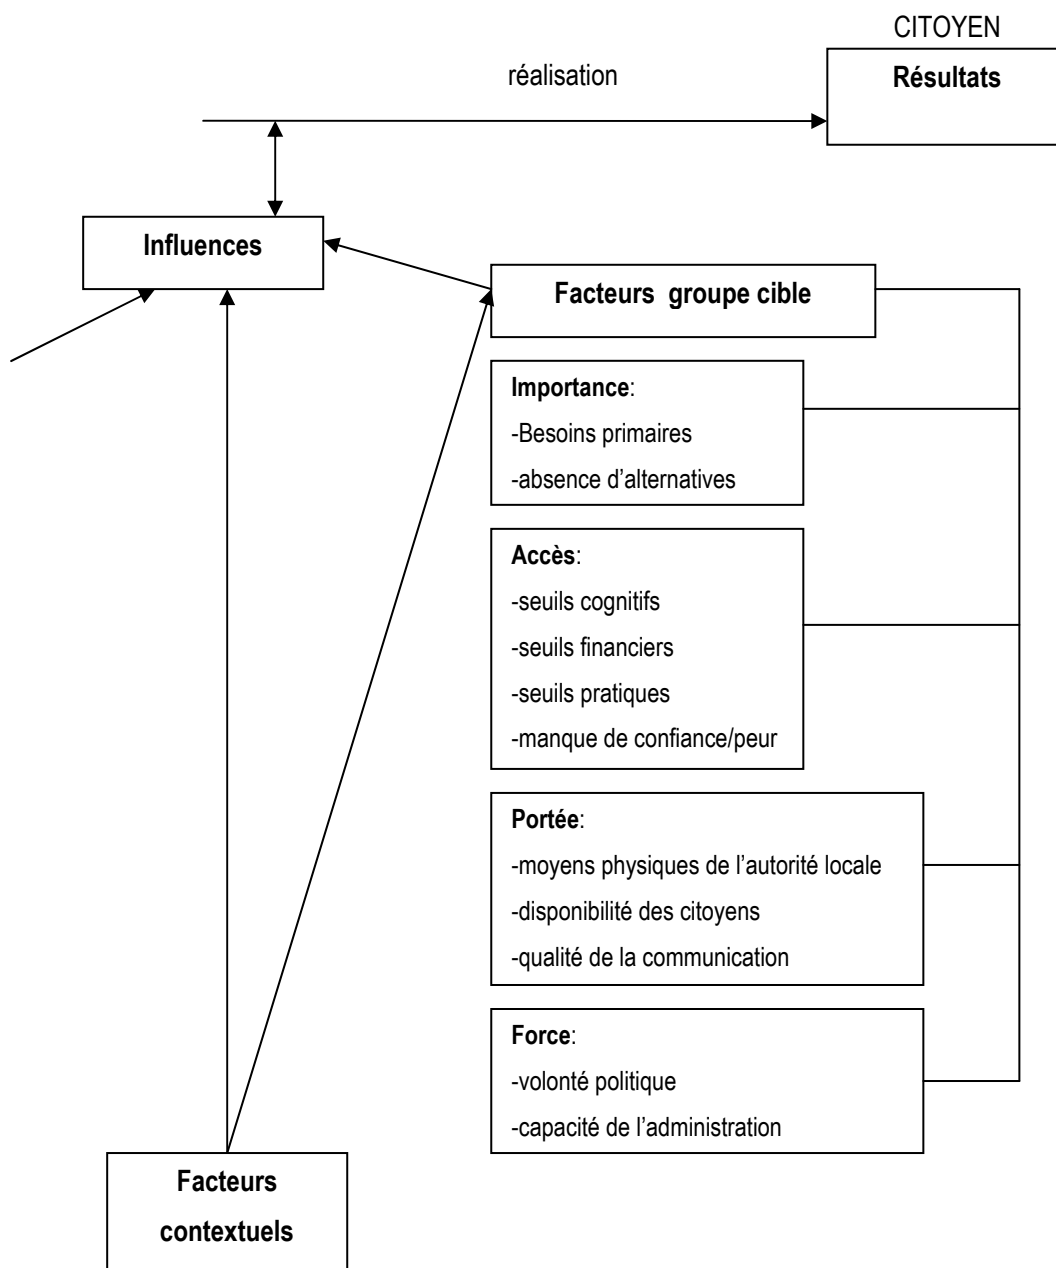 CITOYEN
réalisation
Résultats
Influences
Facteurs groupe cible
Importance:
-Besoins primaires
-absence d’alternatives
Accès:
-seuils cognitifs
-seuils financiers
-seuils pratiques
-manque de confiance/peur
Portée:
-moyens physiques de l’autorité locale
-disponibilité des citoyens
-qualité de la communication
Force:
-volonté politique
-capacité de l’administration
Facteurs
contextuels